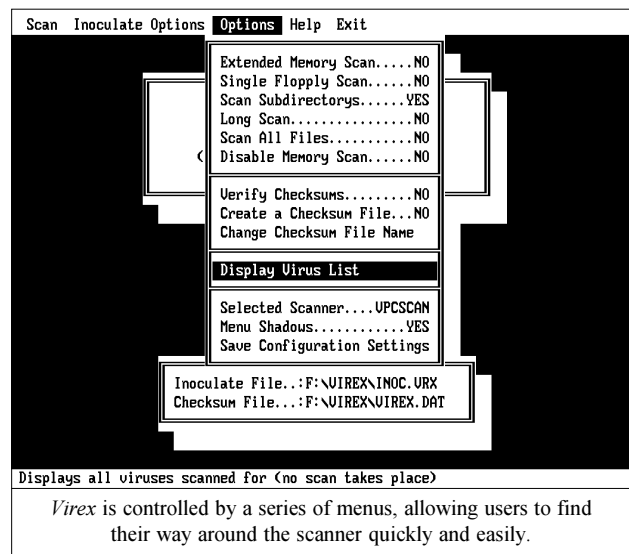 Scan Inoculate Options Options Help Exit
Extended Memory Scan.....NO
Single Floply Scan......NO
Scan Subdirectorys......YES
Long Scan................NO
Scan All Files...........NO
(
Disable Memory Scan......NO
Verify Checksums.........NO
Create a Checksum File...NO
Change Checksum File Name
Display Virus List
Selected Scanner....VPCSCAN
Menu Shadows............YES
Save Configuration Settings
Inoculate File..:F:\VIREX\INOC.VRX
Checksum File...:F:\VIREX\VIREX.DAT
Displays all viruses scanned for (no scan takes place)
Virex is controlled by a series of menus, allowing users to find
their way around the scanner quickly and easily.